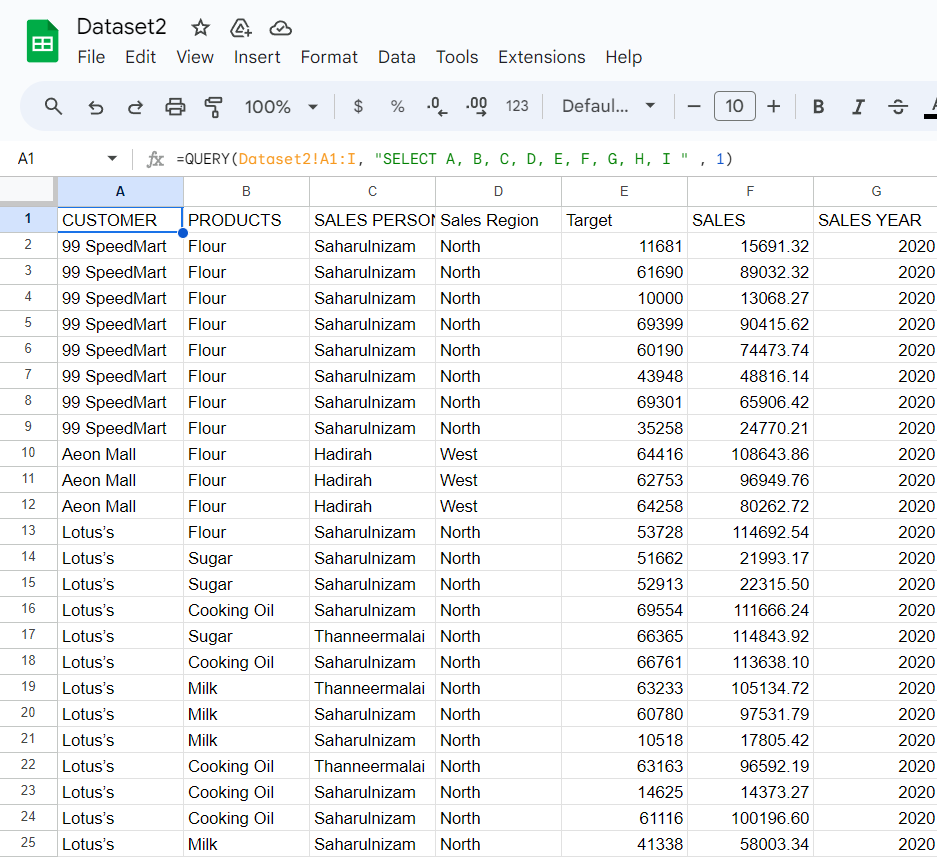 Dataset2
File Edit View Insert Format Data Tools Extensions Help
100% $ % .0 .00 123 Defaul... − 10 + B I S A
A1 fx =QUERY(Dataset2!A1:I, "SELECT A, B, C, D, E, F, G, H, I " , 1)
A B C D E F G
1 CUSTOMER PRODUCTS SALES PERSON Sales Region Target SALES SALES YEAR
2 99 SpeedMart Flour Saharulnizam North 11681 15691.32 2020
3 99 SpeedMart Flour Saharulnizam North 61690 89032.32 2020
4 99 SpeedMart Flour Saharulnizam North 10000 13068.27 2020
5 99 SpeedMart Flour Saharulnizam North 69399 90415.62 2020
6 99 SpeedMart Flour Saharulnizam North 60190 74473.74 2020
7 99 SpeedMart Flour Saharulnizam North 43948 48816.14 2020
8 99 SpeedMart Flour Saharulnizam North 69301 65906.42 2020
9 99 SpeedMart Flour Saharulnizam North 35258 24770.21 2020
10 Aeon Mall Flour Hadirah West 64416 108643.86 2020
11 Aeon Mall Flour Hadirah West 62753 96949.76 2020
12 Aeon Mall Flour Hadirah West 64258 80262.72 2020
13 Lotus's Flour Saharulnizam North 53728 114692.54 2020
14 Lotus's Sugar Saharulnizam North 51662 21993.17 2020
15 Lotus's Sugar Saharulnizam North 52913 22315.50 2020
16 Lotus's Cooking Oil Saharulnizam North 69554 111666.24 2020
17 Lotus's Sugar Thanneermalai North 66365 114843.92 2020
18 Lotus's Cooking Oil Saharulnizam North 66761 113638.10 2020
19 Lotus's Milk Thanneermalai North 63233 105134.72 2020
20 Lotus's Milk Saharulnizam North 60780 97531.79 2020
21 Lotus's Milk Saharulnizam North 10518 17805.42 2020
22 Lotus's Cooking Oil Thanneermalai North 63163 96592.19 2020
23 Lotus's Cooking Oil Saharulnizam North 14625 14373.27 2020
24 Lotus's Cooking Oil Saharulnizam North 61116 100196.60 2020
25 Lotus's Milk Saharulnizam North 41338 58003.34 2020